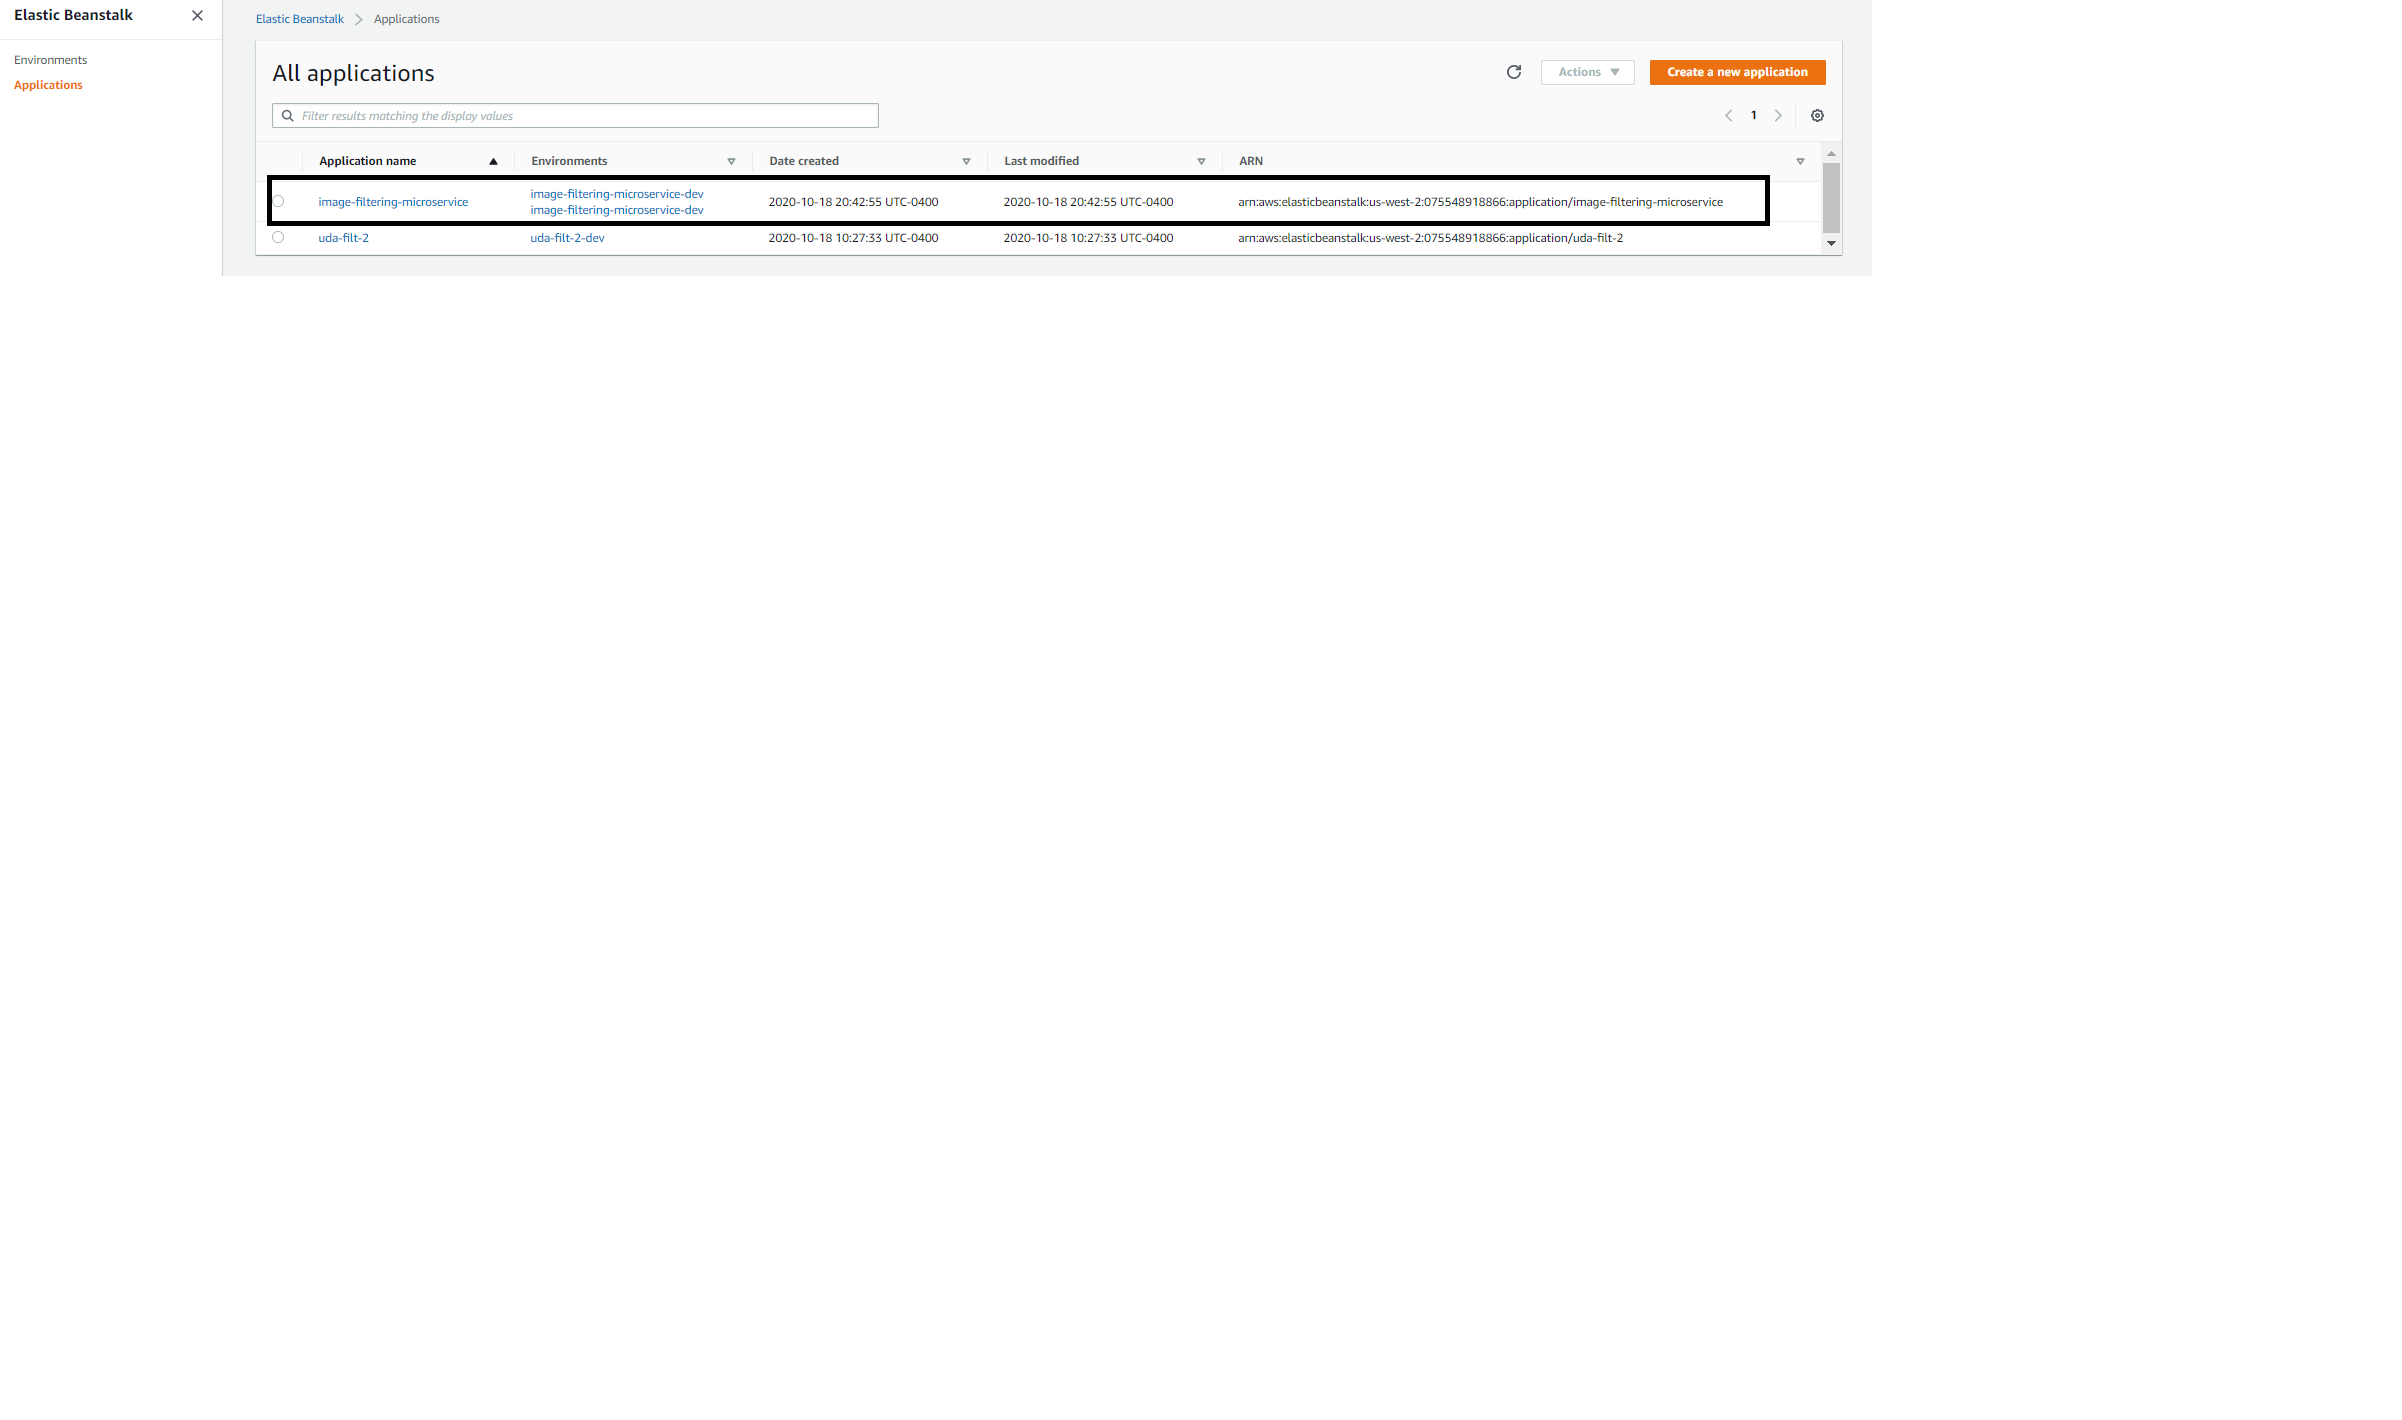 Elastic Beanstalk
Environments
Applications
Elastic Beanstalk Applications
All applications
Actions
Create a new application
Filter results matching the display values
1
Application name Environments Date created Last modified ARN
image-filtering-microservice image-filtering-microservice-dev 2020-10-18 20:42:55 UTC-0400 2020-10-18 20:42:55 UTC-0400 arn:aws:elasticbeanstalk:us-west-2:075548918866:application/image-filtering-microservice
image-filtering-microservice-dev
uda-filt-2 uda-filt-2-dev 2020-10-18 10:27:33 UTC-0400 2020-10-18 10:27:33 UTC-0400 arn:aws:elasticbeanstalk:us-west-2:075548918866:application/uda-filt-2